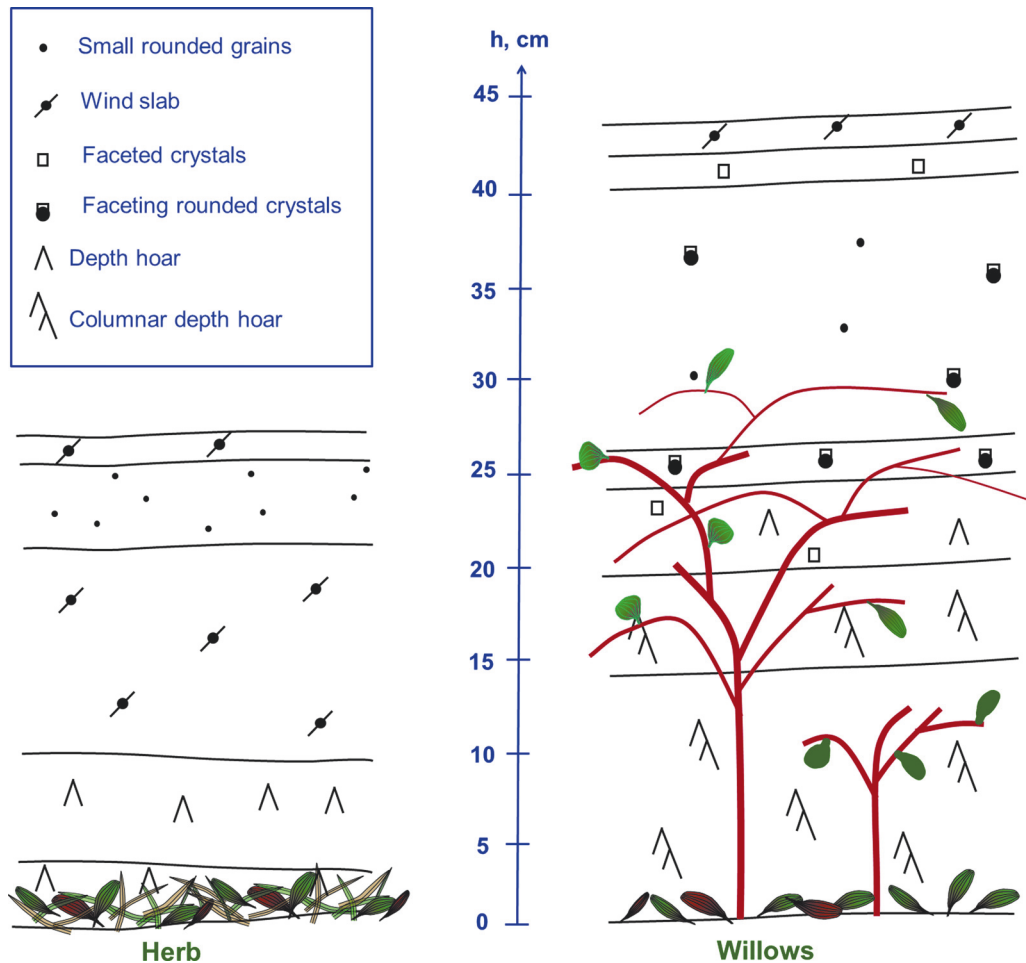 Small rounded grains
Wind slab
Faceted crystals
Faceting rounded crystals
Depth hoar
Columnar depth hoar
h, cm
45
40
35
30
25
20
15
10
5
0
Herb
Willows